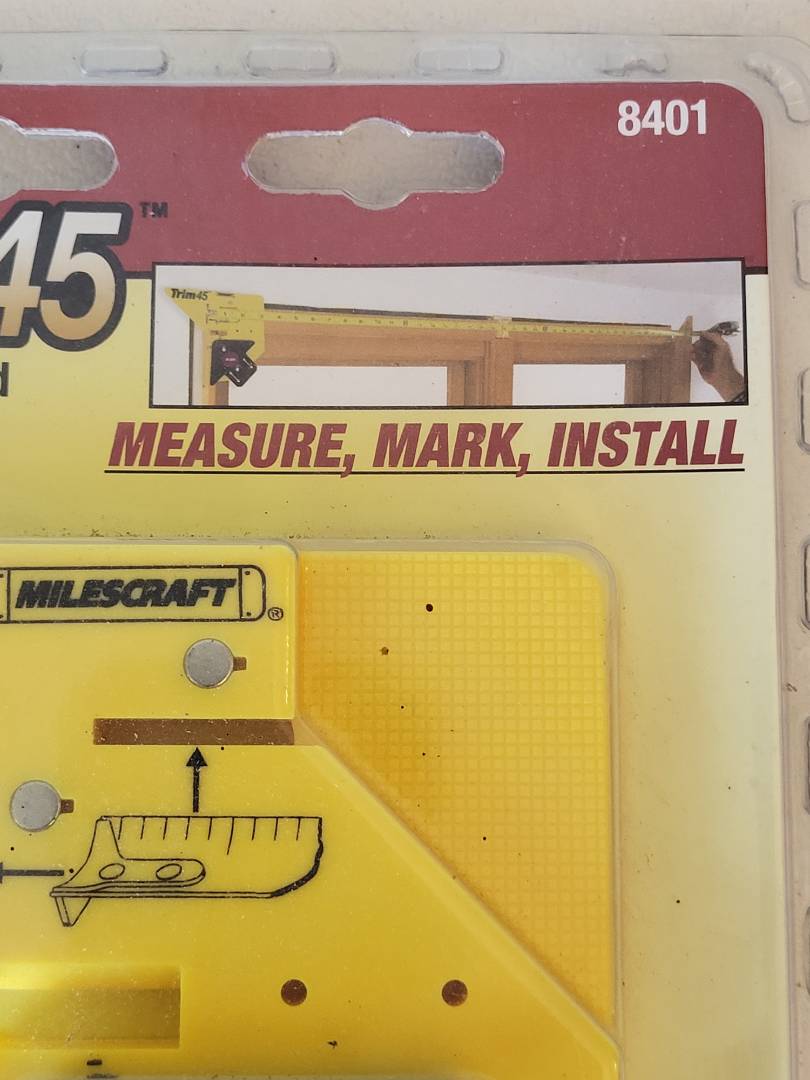 8401
45™
d
Trim45
MEASURE, MARK, INSTALL
MILESCRAFT®